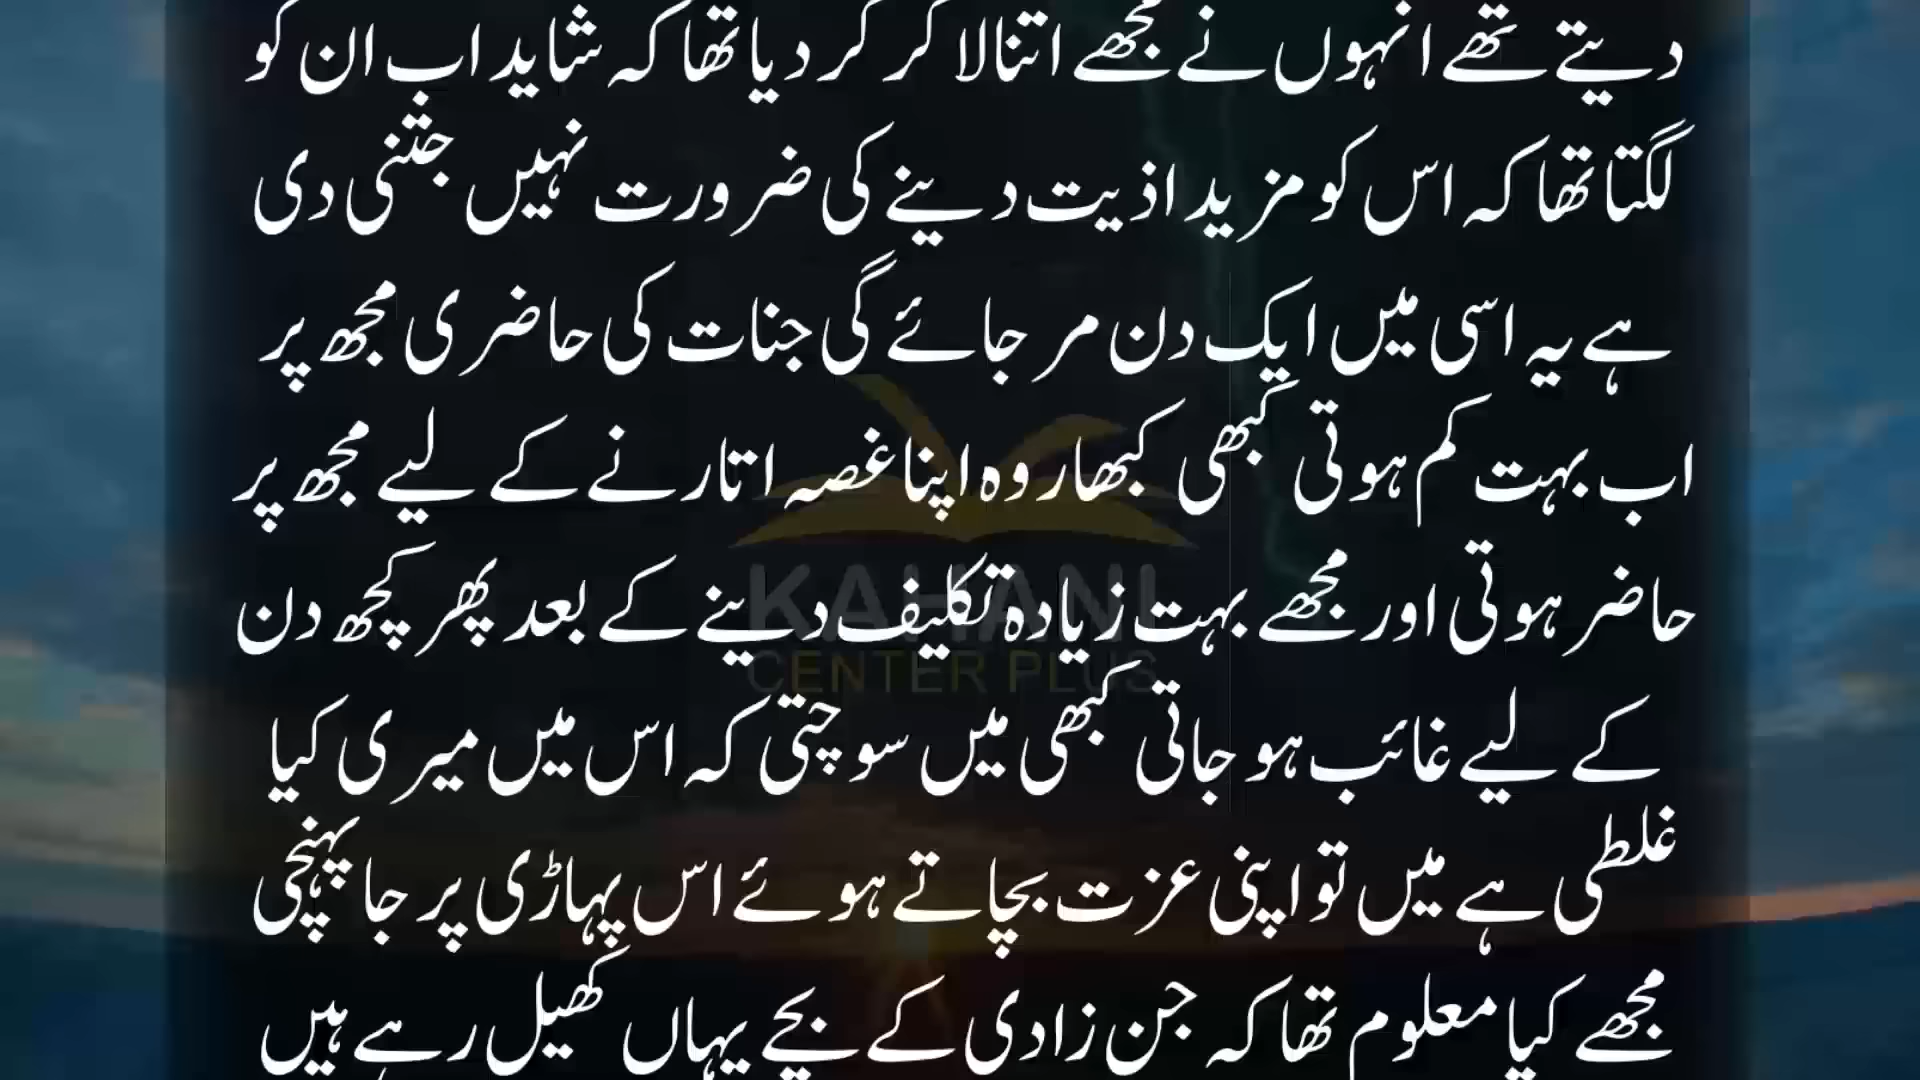 دیتے تھے انہوں نے مجھے اتنا لا کر کر دیا تھا کہ شاید اب ان کو
لگتا تھا کہ اس کو مزید اذیت دینے کی ضرورت نہیں جتنی دی
ہے یہ اسی میں ایک دن مر جائے گی جنات کی حاضری مجھ پر
اب بہت کم ہوتی کبھی کبھار وہ اپنا غصہ اتارنے کے لیے مجھ پر
حاضر ہوتی اور مجھے بہت زیادہ تکلیف دینے کے بعد پھر کچھ دن
کے لیے غائب ہو جاتی کبھی میں سوچتی کہ اس میں میری کیا
غلطی ہے میں تو اپنی عزت بچاتے ہوئے اس پہاڑی پر جا پہنچی
مجھے کیا معلوم تھا کہ جن زادی کے بچے یہاں کھیل رہے ہیں
KAHANI
CENTER PLUS